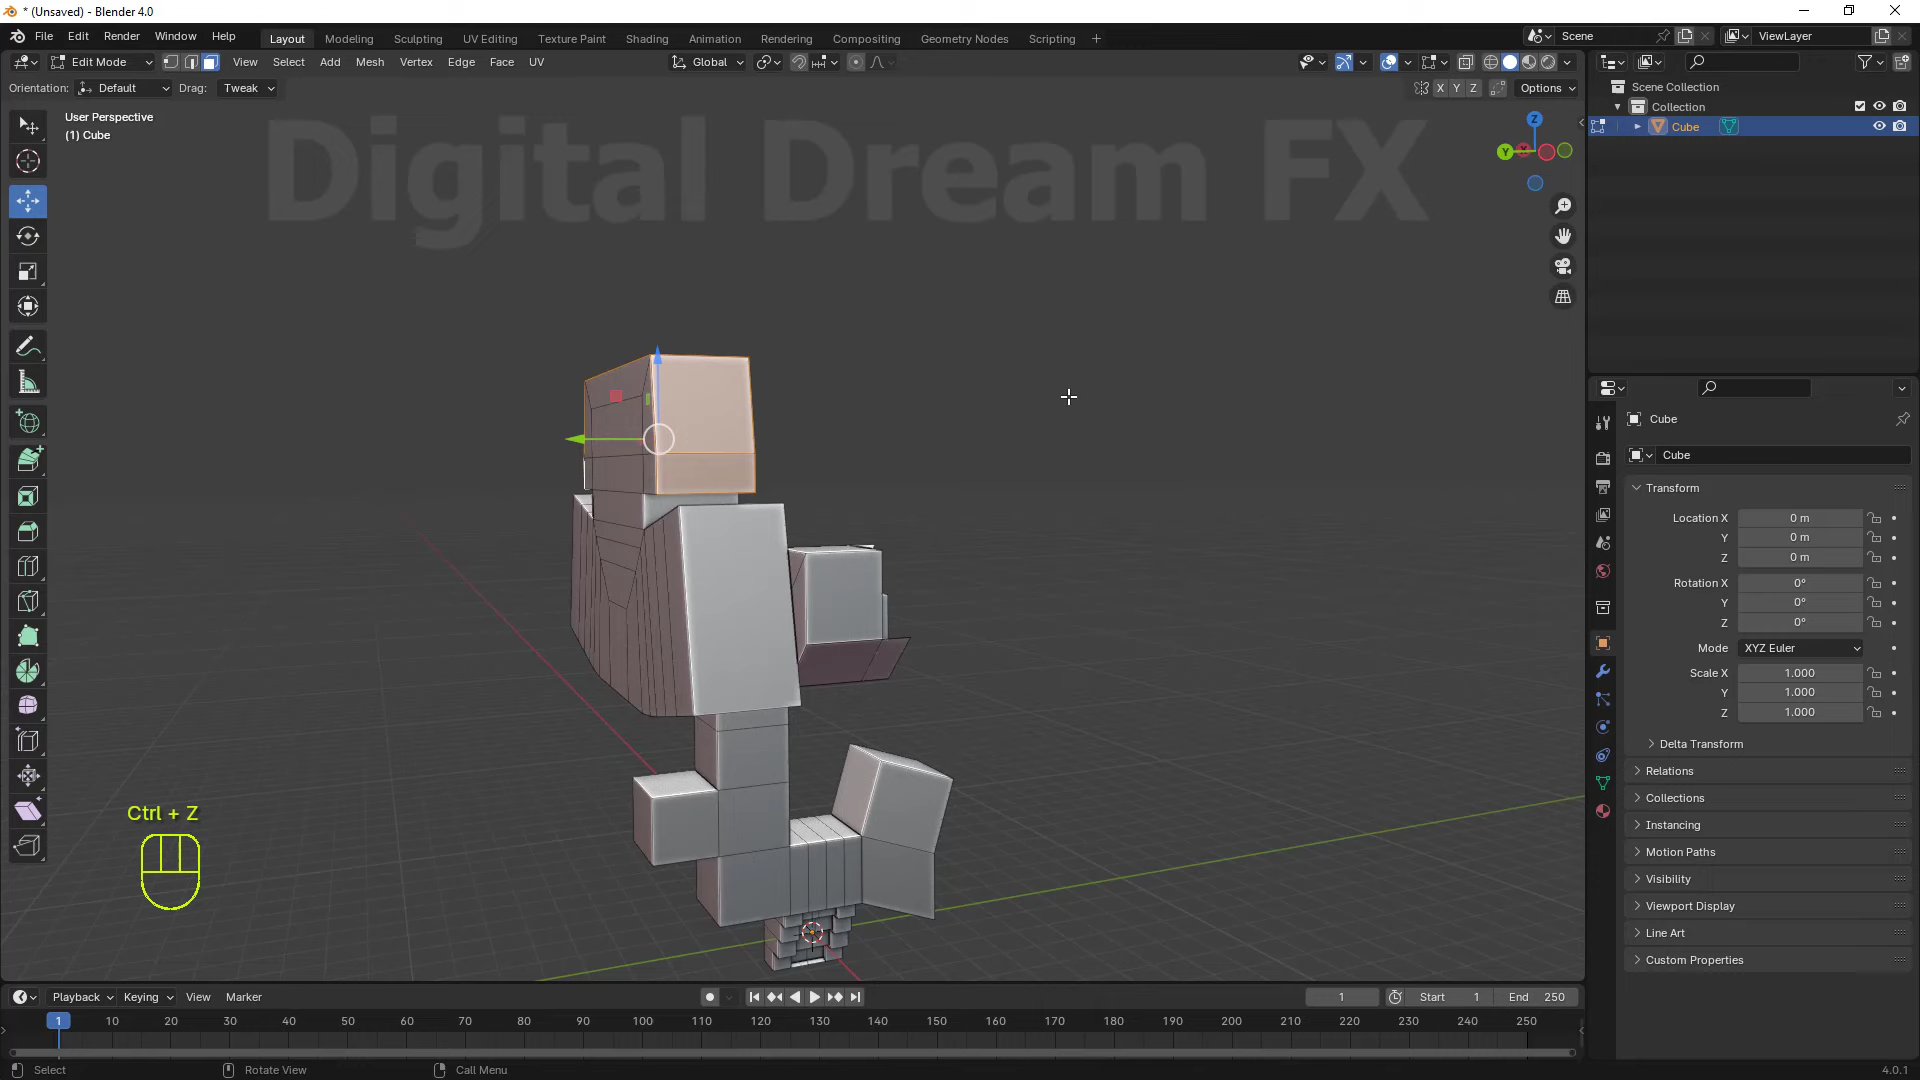 * (Unsaved) - Blender 4.0
File Edit Render Window Help Layout Modeling Sculpting UV Editing Texture Paint Shading Animation Rendering Compositing Geometry Nodes Scripting Scene ViewLayer
Edit Mode View Select Add Mesh Vertex Edge Face UV Global
Orientation: Default Drag: Tweak X Y Z Options
Scene Collection
Collection
Cube
User Perspective
(1) Cube
Digital Dream FX
Z
Y
X
Cube
Cube
Transform
Location X 0 m
Y 0 m
Z 0 m
Rotation X 0°
Y 0°
Z 0°
Mode XYZ Euler
Scale X 1.000
Y 1.000
Z 1.000
Delta Transform
Relations
Collections
Instancing
Motion Paths
Visibility
Viewport Display
Line Art
Custom Properties
Ctrl + Z
Playback Keying View Marker 1 Start 1 End 250
1 10 20 30 40 50 60 70 80 90 100 110 120 130 140 150 160 170 180 190 200 210 220 230 240 250
Select Rotate View Call Menu 4.0.1